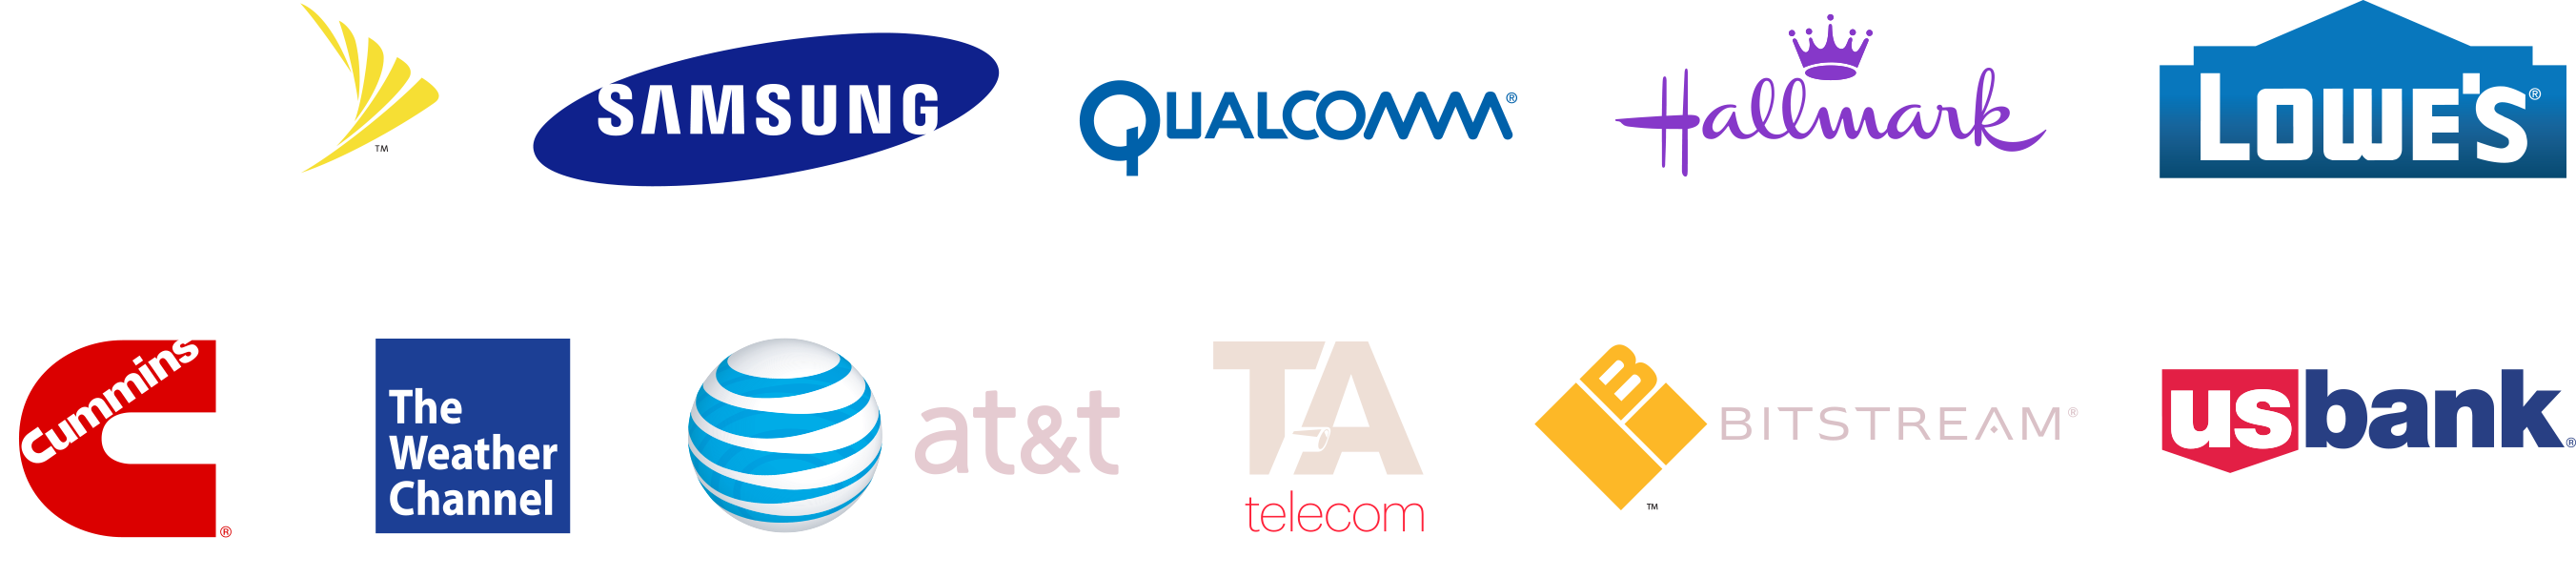 ™
SAMSUNG
QUALCOMM®
Hallmark
LOWE'S®
Cummins
®
The
Weather
Channel
at&t
TA
telecom
B
BITSTREAM®
™
usbank®